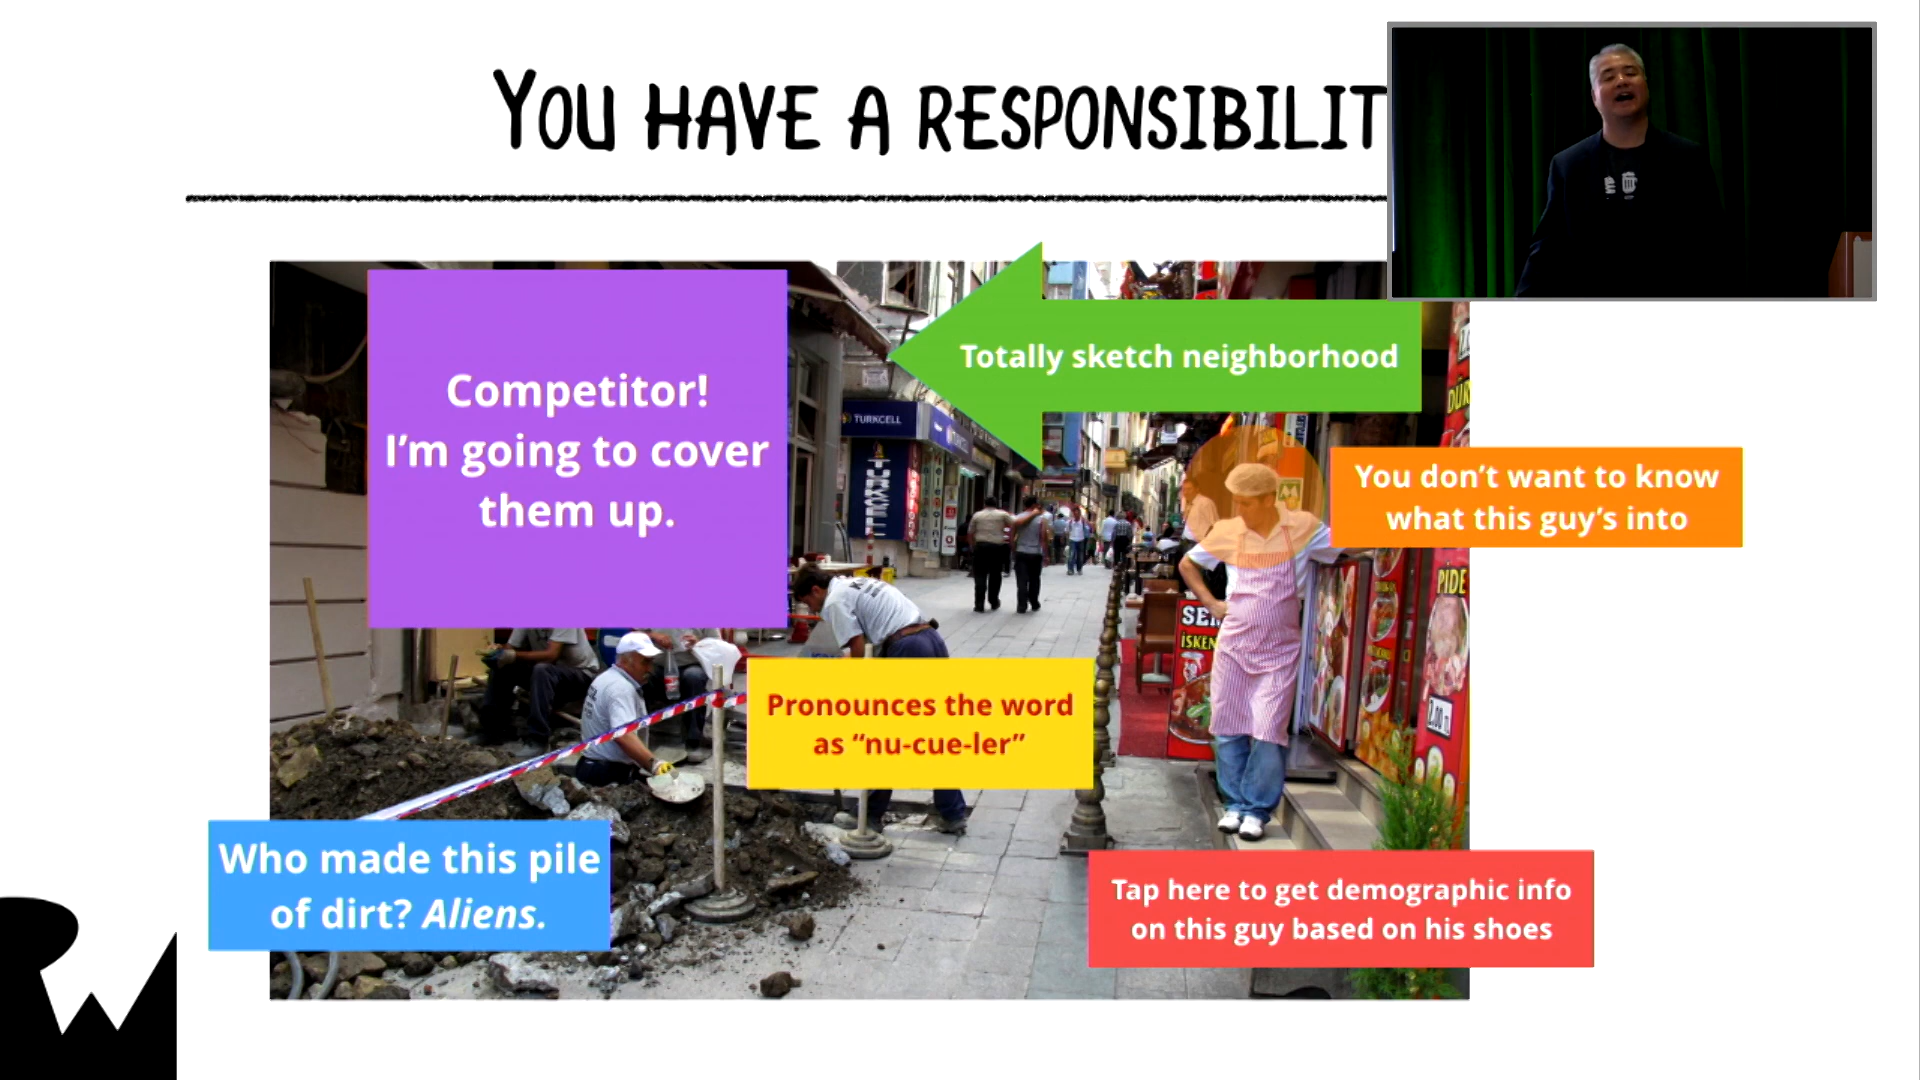 YOU HAVE A RESPONSIBILIT
Competitor!
I'm going to cover
them up.
Totally sketch neighborhood
You don't want to know
what this guy's into
TURKCELL
TURKCELL
PIDE
Pronounces the word
as “nu-cue-ler”
Who made this pile
of dirt? Aliens.
Tap here to get demographic info
on this guy based on his shoes
RW